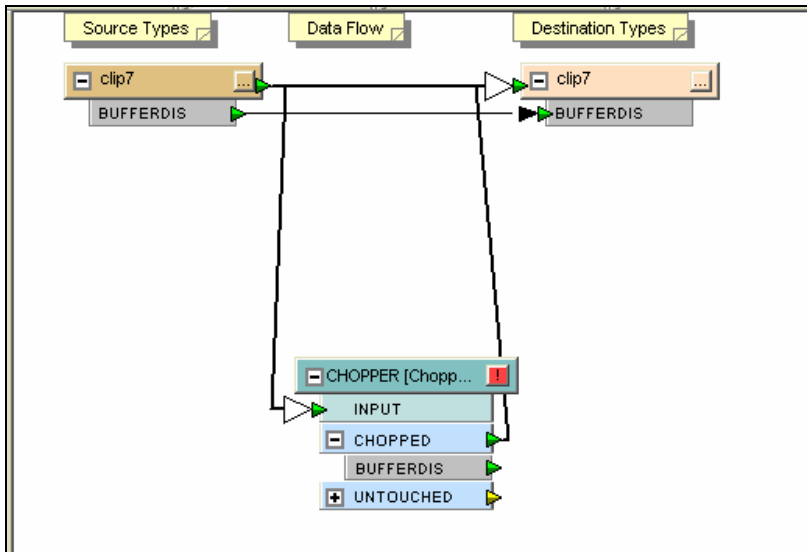 Source Types
Data Flow
Destination Types
clip7
...
clip7
...
BUFFERDIS
BUFFERDIS
CHOPPER [Chopp...
!
INPUT
CHOPPED
BUFFERDIS
UNTOUCHED